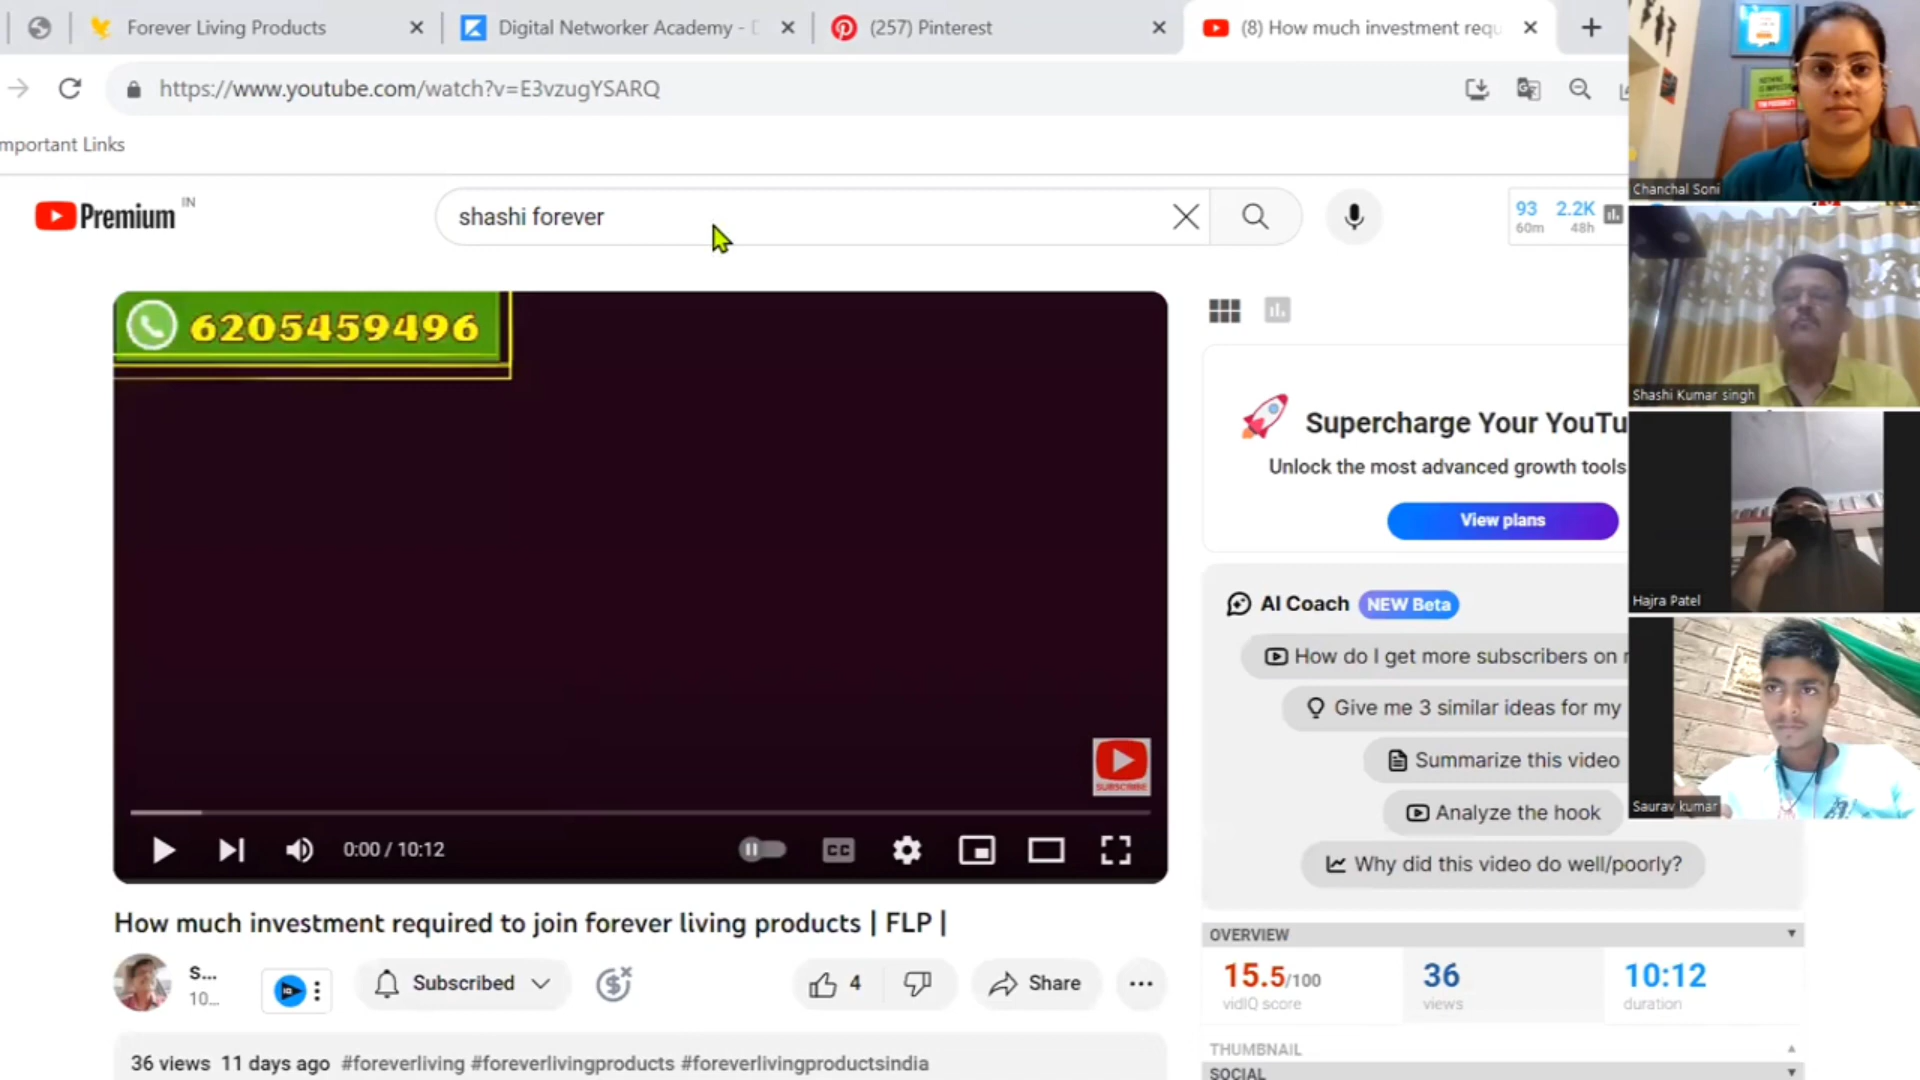 Forever Living Products
Digital Networker Academy -
(257) Pinterest
(8) How much investment requ
https://www.youtube.com/watch?v=E3vzugYSARQ
mportant Links
Premium IN
shashi forever
93 2.2K
60m 48h
6205459496
SUBSCRIBE
0:00 / 10:12
CC
How much investment required to join forever living products | FLP |
S...
10...
Subscribed
4
Share
36 views 11 days ago #foreverliving #foreverlivingproducts #foreverlivingproductsindia
Supercharge Your YouTu
Unlock the most advanced growth tools
View plans
AI Coach NEW Beta
How do I get more subscribers on
Give me 3 similar ideas for my
Summarize this video
Analyze the hook
Why did this video do well/poorly?
OVERVIEW
15.5/100 36 10:12
vidIQ score views duration
THUMBNAIL
SOCIAL
Chanchal Soni
Shashi Kumar singh
Hajra Patel
Saurav kumar